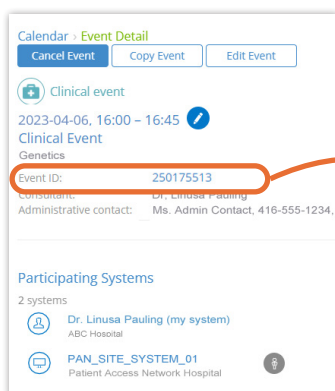 Calendar › Event Detail
Cancel Event Copy Event Edit Event
Clinical event
2023-04-06, 16:00 – 16:45
Clinical Event
Genetics
Event ID: 250175513
Consultant: Dr, Linusa Pauling
Administrative contact: Ms. Admin Contact, 416-555-1234,
Participating Systems
2 systems
Dr. Linusa Pauling (my system)
ABC Hosoital
PAN_SITE_SYSTEM_01
Patient Access Network Hospital